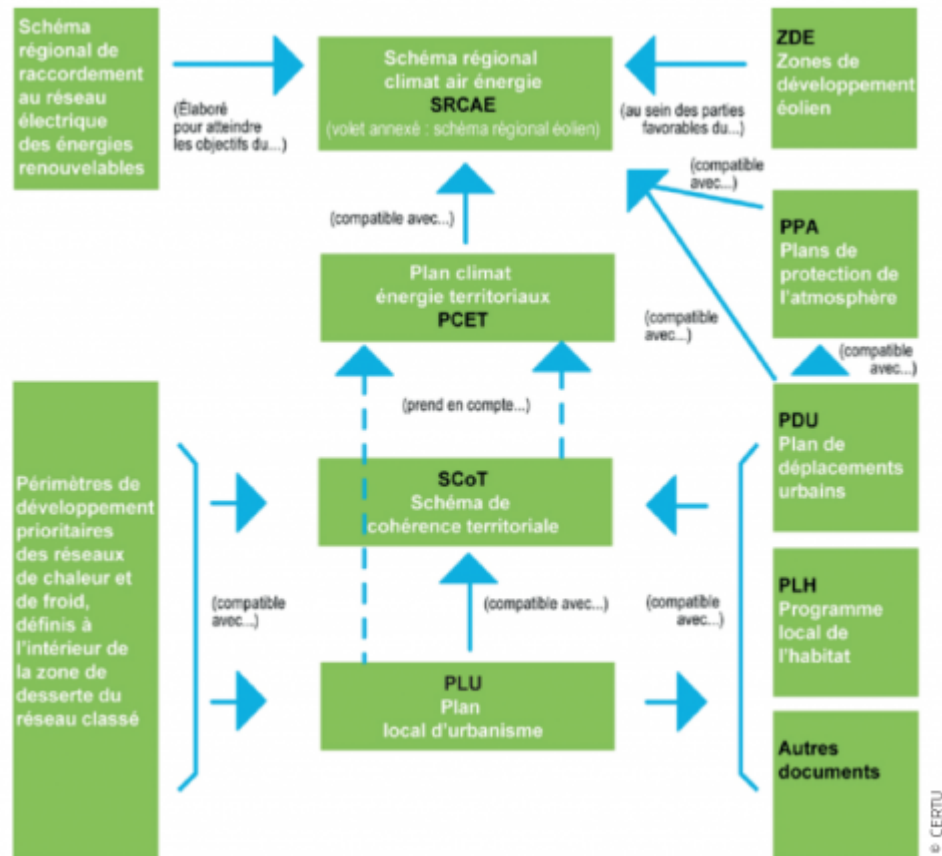 Schéma
régional de
raccordement
au réseau
électrique
des énergies
renouvelables
(Élaboré
pour atteindre
les objectifs du...)
Schéma régional
climat air énergie
SRCAE
(volet annexé : schéma régional éolien)
(au sein des parties
favorables du...)
ZDE
Zones de
développement
éolien
(compatible
avec...)
(compatible avec...)
PPA
Plans de
protection de
l'atmosphère
Plan climat
énergie territoriaux
PCET
(compatible
avec...)
(compatible
avec...)
(prend en compte...)
PDU
Plan de
déplacements
urbains
Périmètres de
développement
prioritaires
des réseaux
de chaleur et
de froid,
définis à
l'intérieur de
la zone de
desserte du
réseau classé
SCoT
Schéma de
cohérence territoriale
(compatible
avec...)
(compatible avec...)
(compatible
avec...)
PLH
Programme
local de
l'habitat
PLU
Plan
local d'urbanisme
Autres
documents
© CERTU